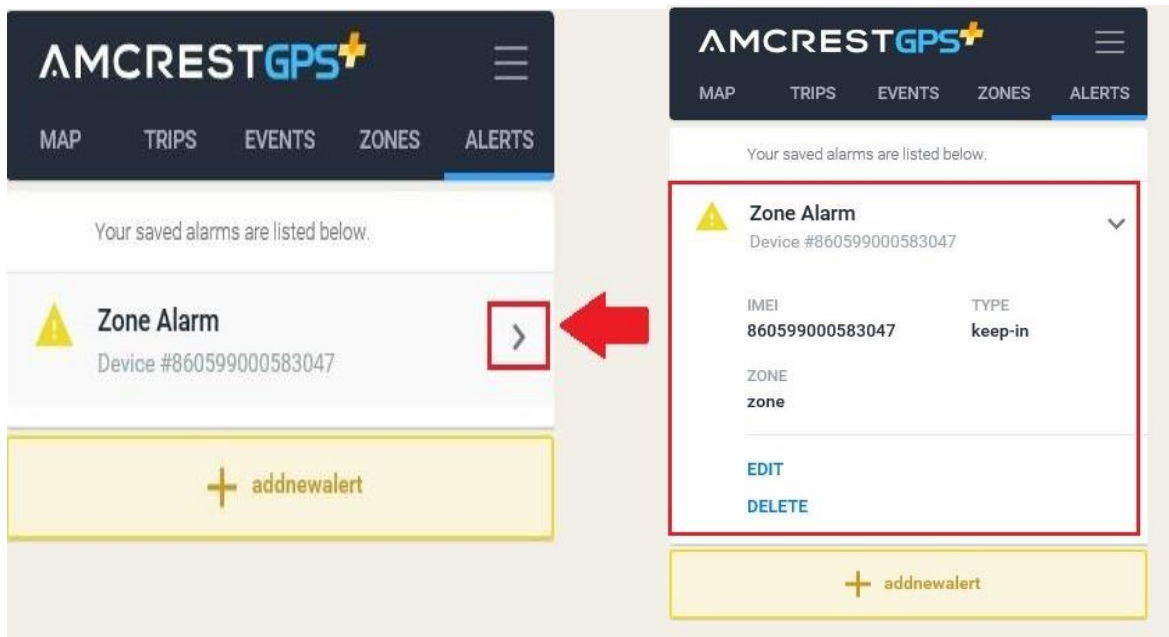 AMCRESTGPS+
MAP TRIPS EVENTS ZONES ALERTS
Your saved alarms are listed below.
Zone Alarm
Device #860599000583047
addnewalert
AMCRESTGPS+
MAP TRIPS EVENTS ZONES ALERTS
Your saved alarms are listed below.
Zone Alarm
Device #860599000583047
IMEI TYPE
860599000583047 keep-in
ZONE
zone
EDIT
DELETE
addnewalert